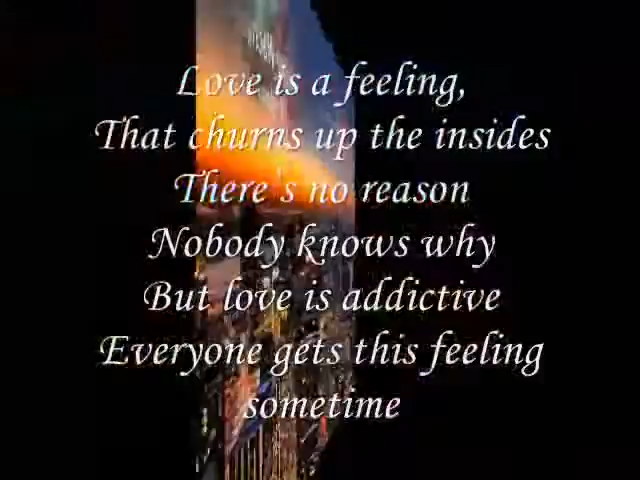 Love is a feeling,
That churns up the insides
There's no reason
Nobody knows why
But love is addictive
Everyone gets this feeling
sometime